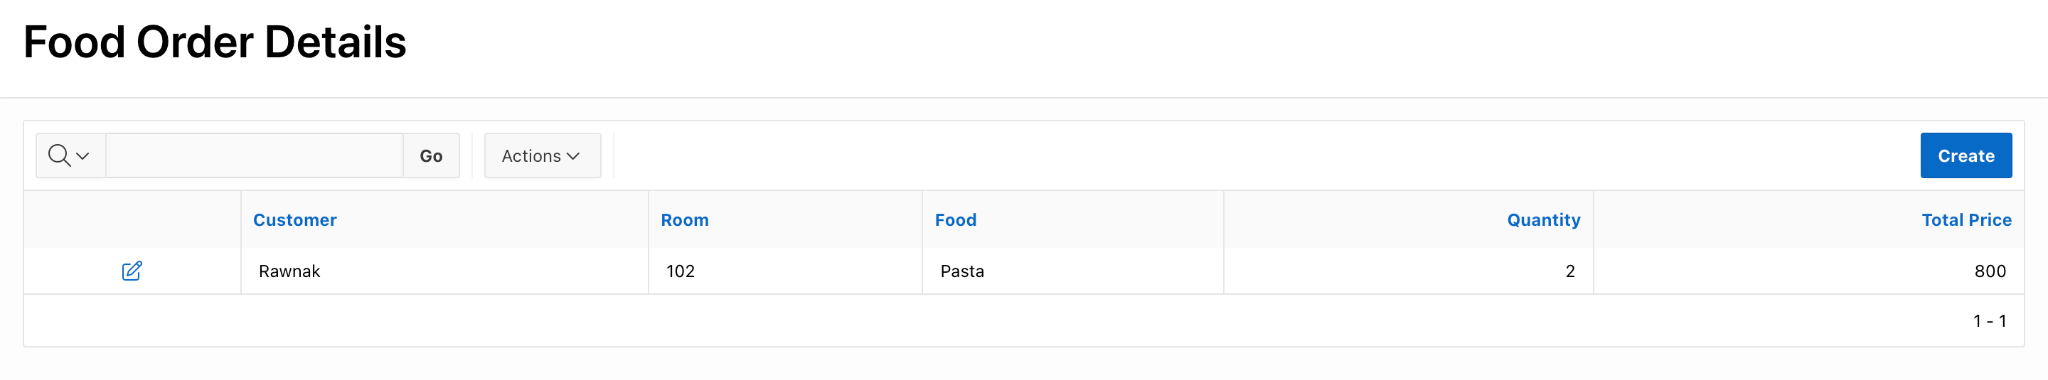 Food Order Details
Go Actions Create
Customer Room Food Quantity Total Price
Rawnak 102 Pasta 2 800
1 - 1